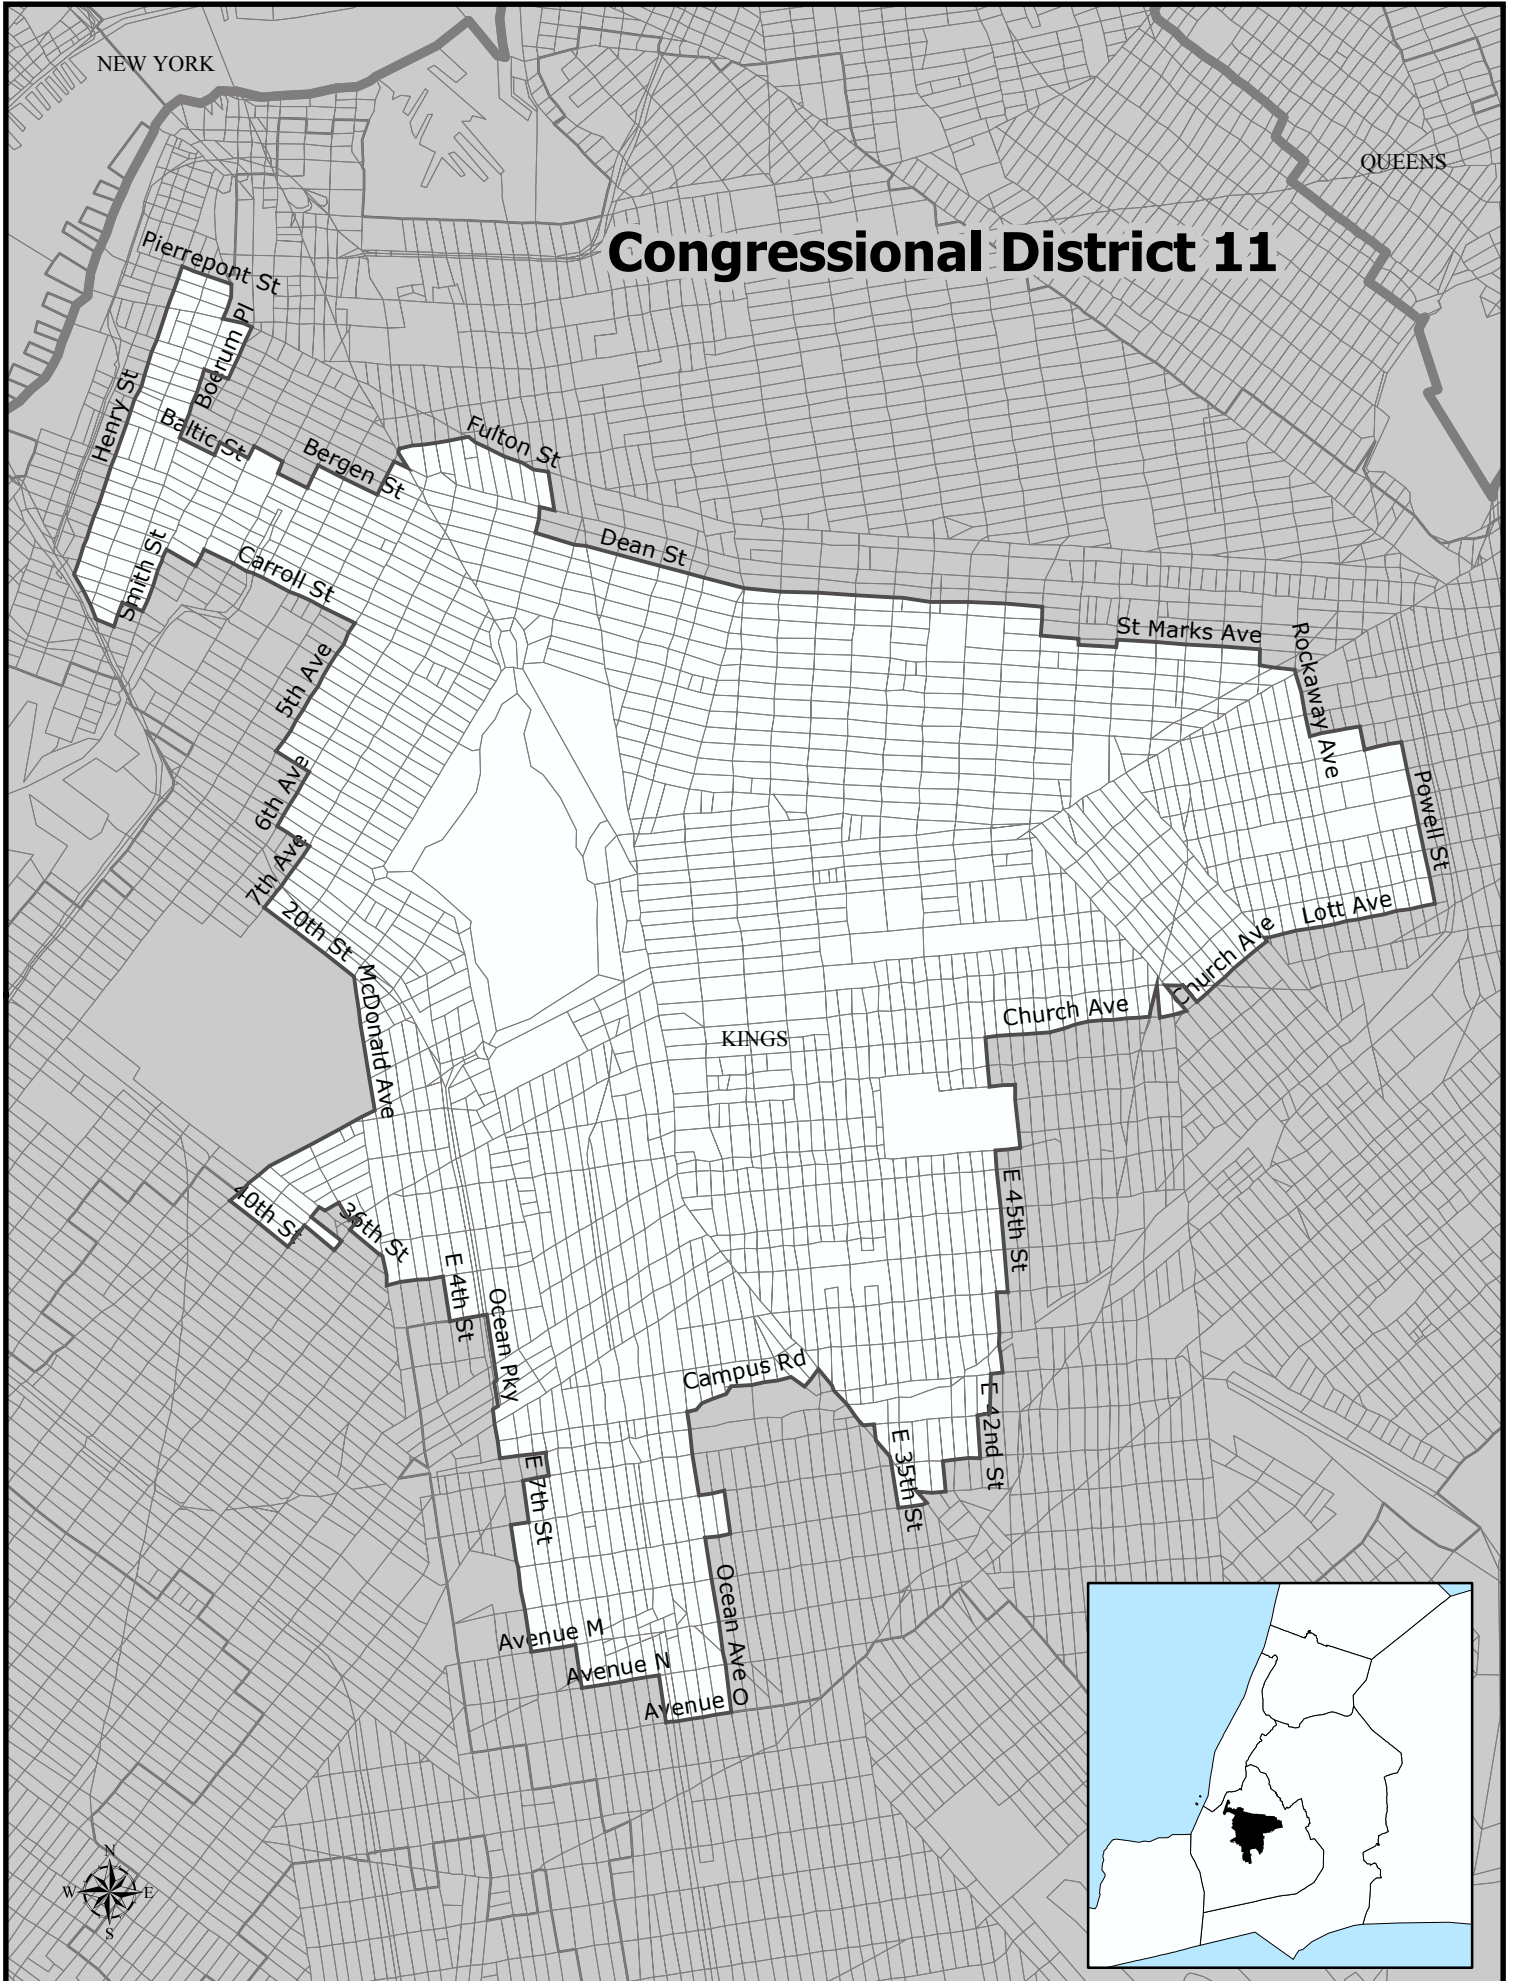 NEW YORK
QUEENS
Congressional District 11
Pierrepont St
Boerum Pl
Henry St
Baltic St
Bergen St
Fulton St
Dean St
Smith St
Carroll St
St Marks Ave
Rockaway Ave
5th Ave
6th Ave
Powell St
7th Ave
20th St
Lott Ave
Church Ave
McDonald Ave
Church Ave
KINGS
40th St
36th St
E 45th St
E 4th St
Ocean Pky
Campus Rd
E 42nd St
E 35th St
E 7th St
Ocean Ave
Avenue M
Avenue N
Avenue O
N
W
E
S